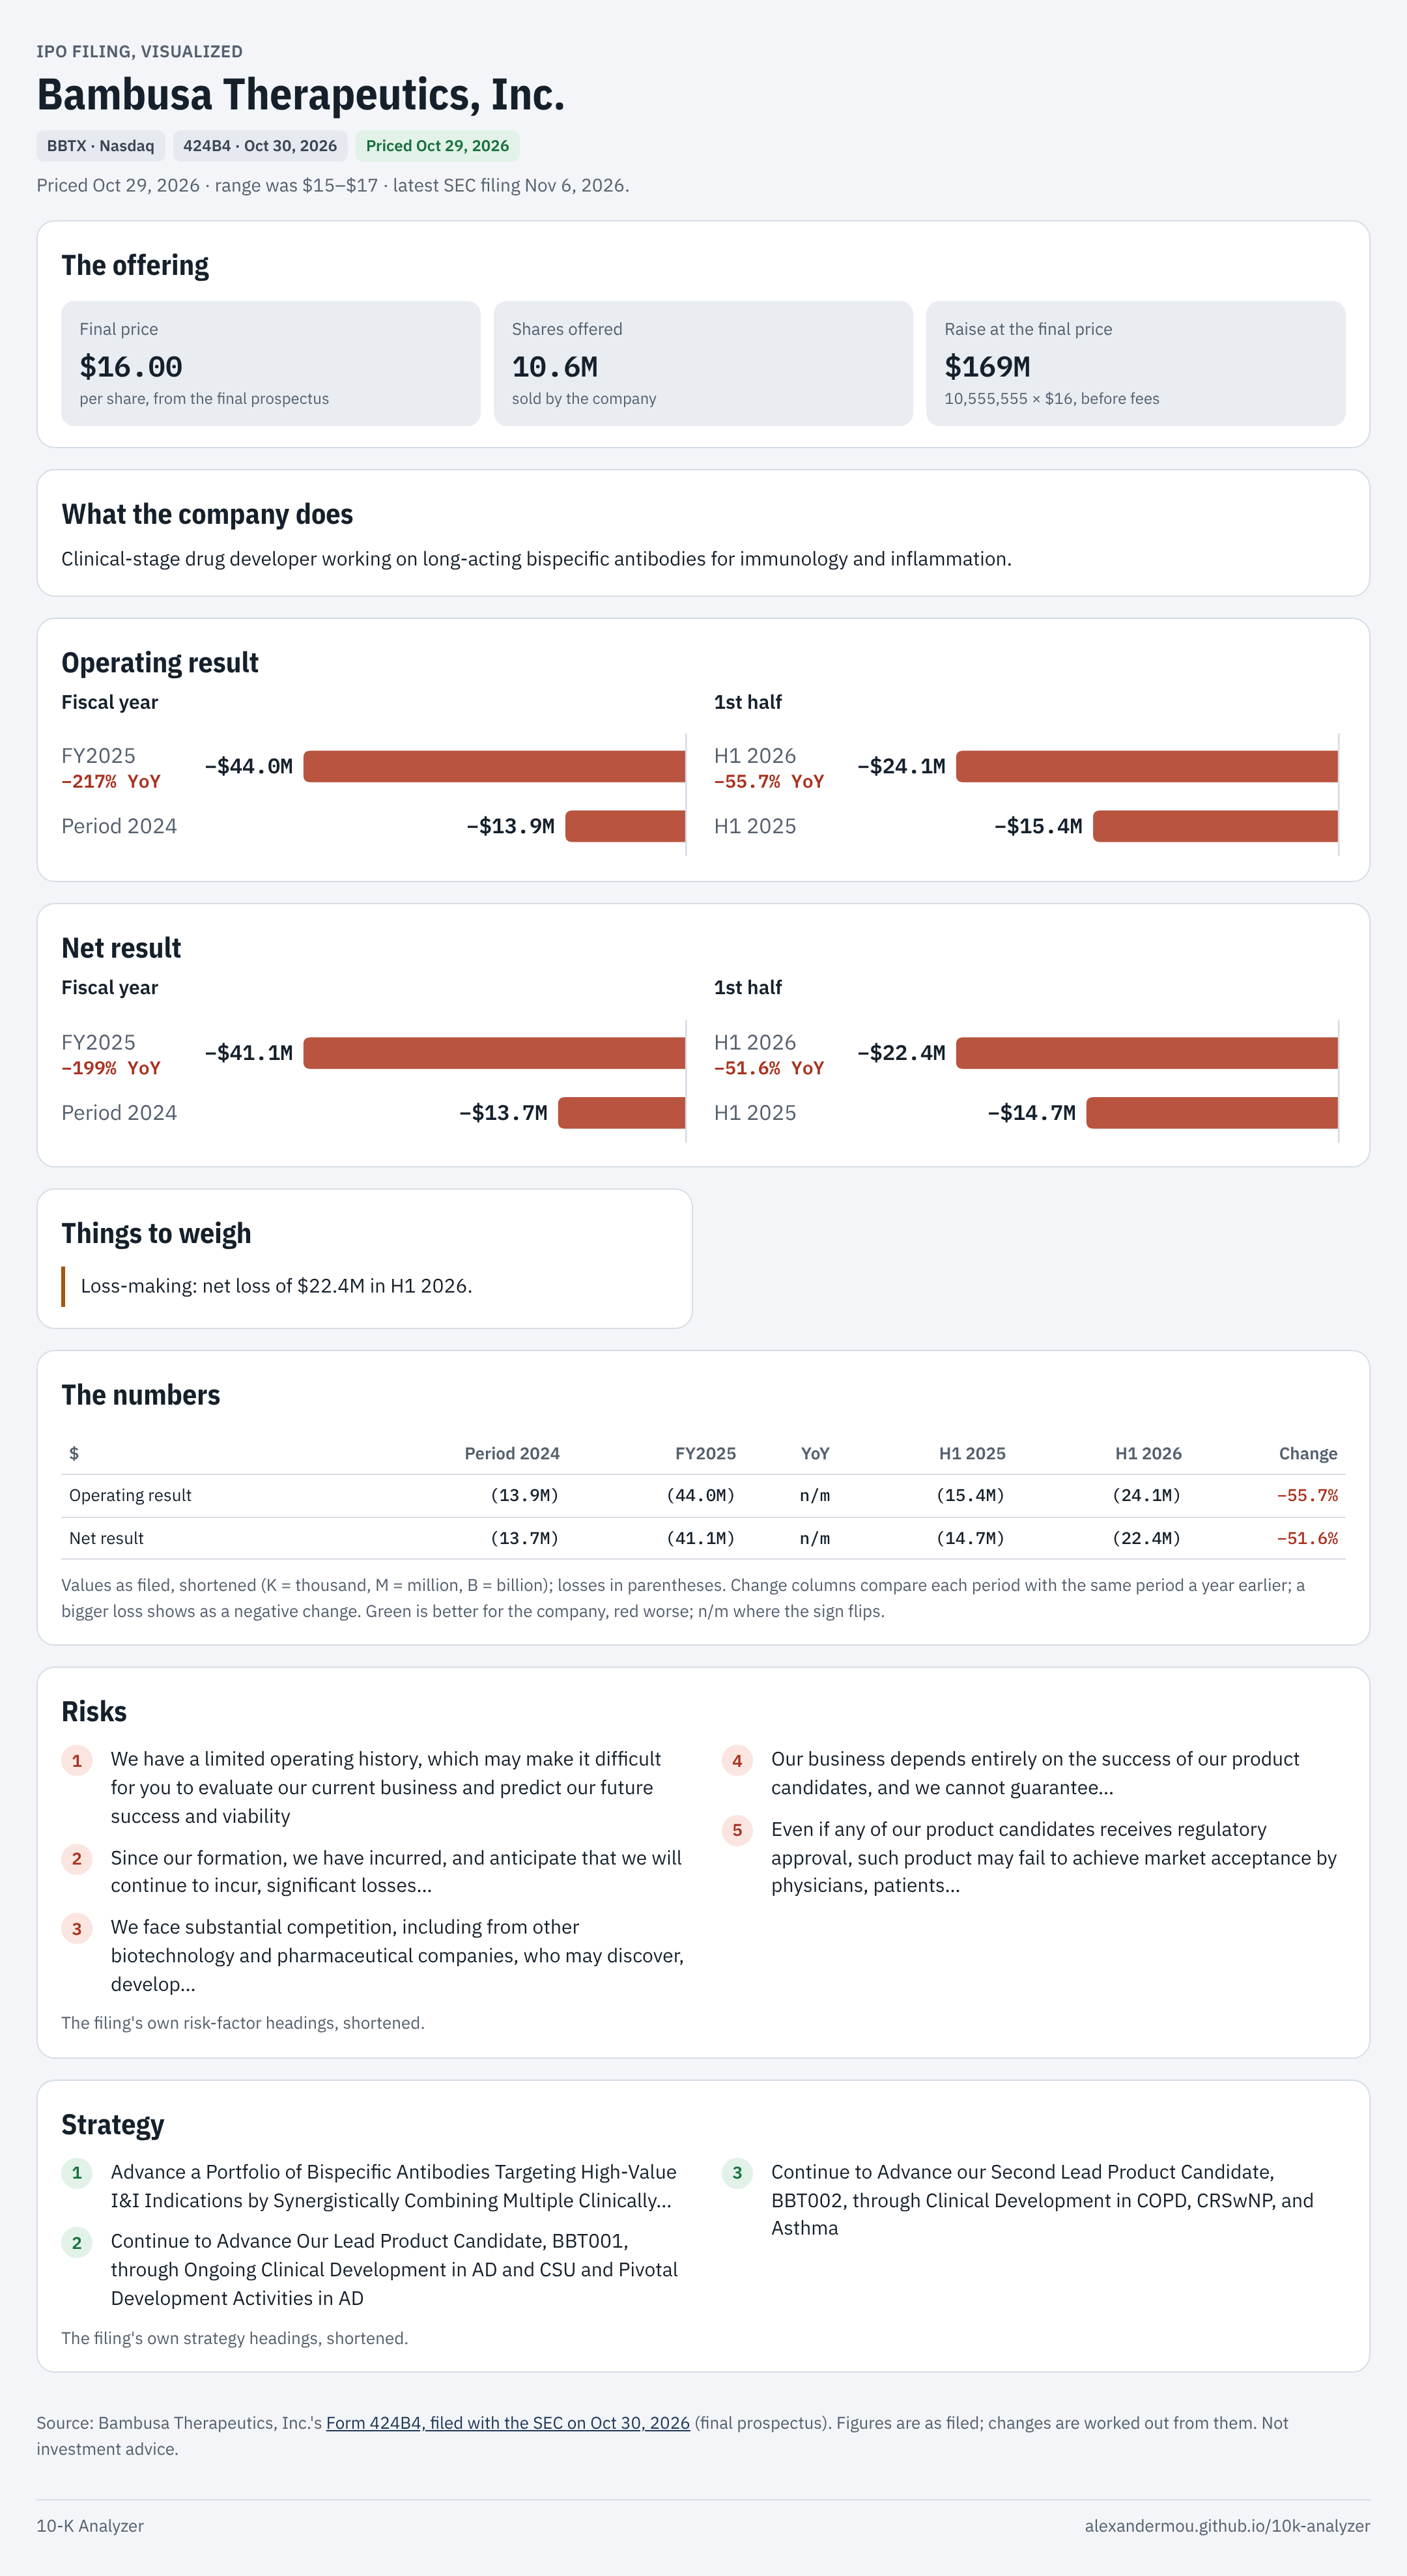 IPO FILING, VISUALIZED
Bambusa Therapeutics, Inc.
BBTX · Nasdaq 424B4 · Oct 30, 2026 Priced Oct 29, 2026
Priced Oct 29, 2026 · range was $15–$17 · latest SEC filing Nov 6, 2026.
The offering
Final price
$16.00
per share, from the final prospectus
Shares offered
10.6M
sold by the company
Raise at the final price
$169M
10,555,555 × $16, before fees
What the company does
Clinical-stage drug developer working on long-acting bispecific antibodies for immunology and inflammation.
Operating result
Fiscal year
FY2025
−217% YoY
−$44.0M
Period 2024
−$13.9M
1st half
H1 2026
−55.7% YoY
−$24.1M
H1 2025
−$15.4M
Net result
Fiscal year
FY2025
−199% YoY
−$41.1M
Period 2024
−$13.7M
1st half
H1 2026
−51.6% YoY
−$22.4M
H1 2025
−$14.7M
Things to weigh
Loss-making: net loss of $22.4M in H1 2026.
The numbers
$ Period 2024 FY2025 YoY H1 2025 H1 2026 Change
Operating result (13.9M) (44.0M) n/m (15.4M) (24.1M) −55.7%
Net result (13.7M) (41.1M) n/m (14.7M) (22.4M) −51.6%
Values as filed, shortened (K = thousand, M = million, B = billion); losses in parentheses. Change columns compare each period with the same period a year earlier; a
bigger loss shows as a negative change. Green is better for the company, red worse; n/m where the sign flips.
Risks
1 We have a limited operating history, which may make it difficult
for you to evaluate our current business and predict our future
success and viability
2 Since our formation, we have incurred, and anticipate that we will
continue to incur, significant losses…
3 We face substantial competition, including from other
biotechnology and pharmaceutical companies, who may discover,
develop…
4 Our business depends entirely on the success of our product
candidates, and we cannot guarantee…
5 Even if any of our product candidates receives regulatory
approval, such product may fail to achieve market acceptance by
physicians, patients…
The filing's own risk-factor headings, shortened.
Strategy
1 Advance a Portfolio of Bispecific Antibodies Targeting High-Value
I&I Indications by Synergistically Combining Multiple Clinically…
2 Continue to Advance Our Lead Product Candidate, BBT001,
through Ongoing Clinical Development in AD and CSU and Pivotal
Development Activities in AD
3 Continue to Advance our Second Lead Product Candidate,
BBT002, through Clinical Development in COPD, CRSwNP, and
Asthma
The filing's own strategy headings, shortened.
Source: Bambusa Therapeutics, Inc.'s Form 424B4, filed with the SEC on Oct 30, 2026 (final prospectus). Figures are as filed; changes are worked out from them. Not
investment advice.
10-K Analyzer
alexandermou.github.io/10k-analyzer